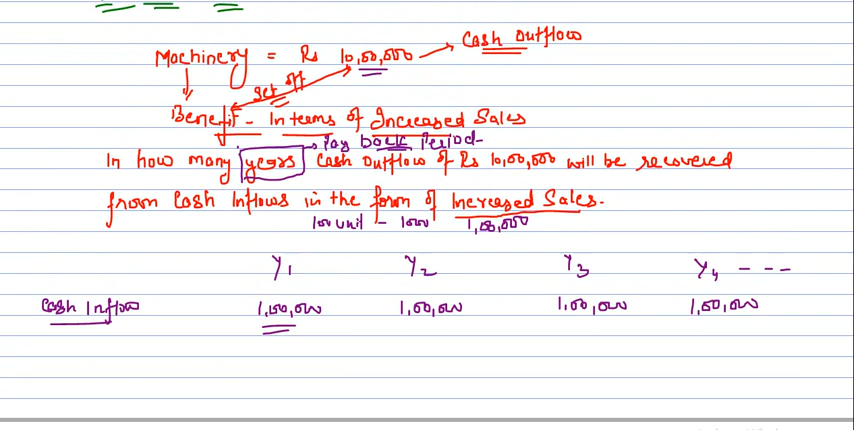 Machinery = Rs 10,00,000 → Cash Outflow
set off
Benefit - In terms of Increased Sales
Pay back Period
In how many years cash outflow of Rs 10,00,000 will be recovered
from Cash Inflows in the form of Increased Sales.
100 unit - 1000 1,00,000
Y1 Y2 Y3 Y4 - - -
Cash Inflow 1,00,000 1,00,000 1,00,000 1,00,000